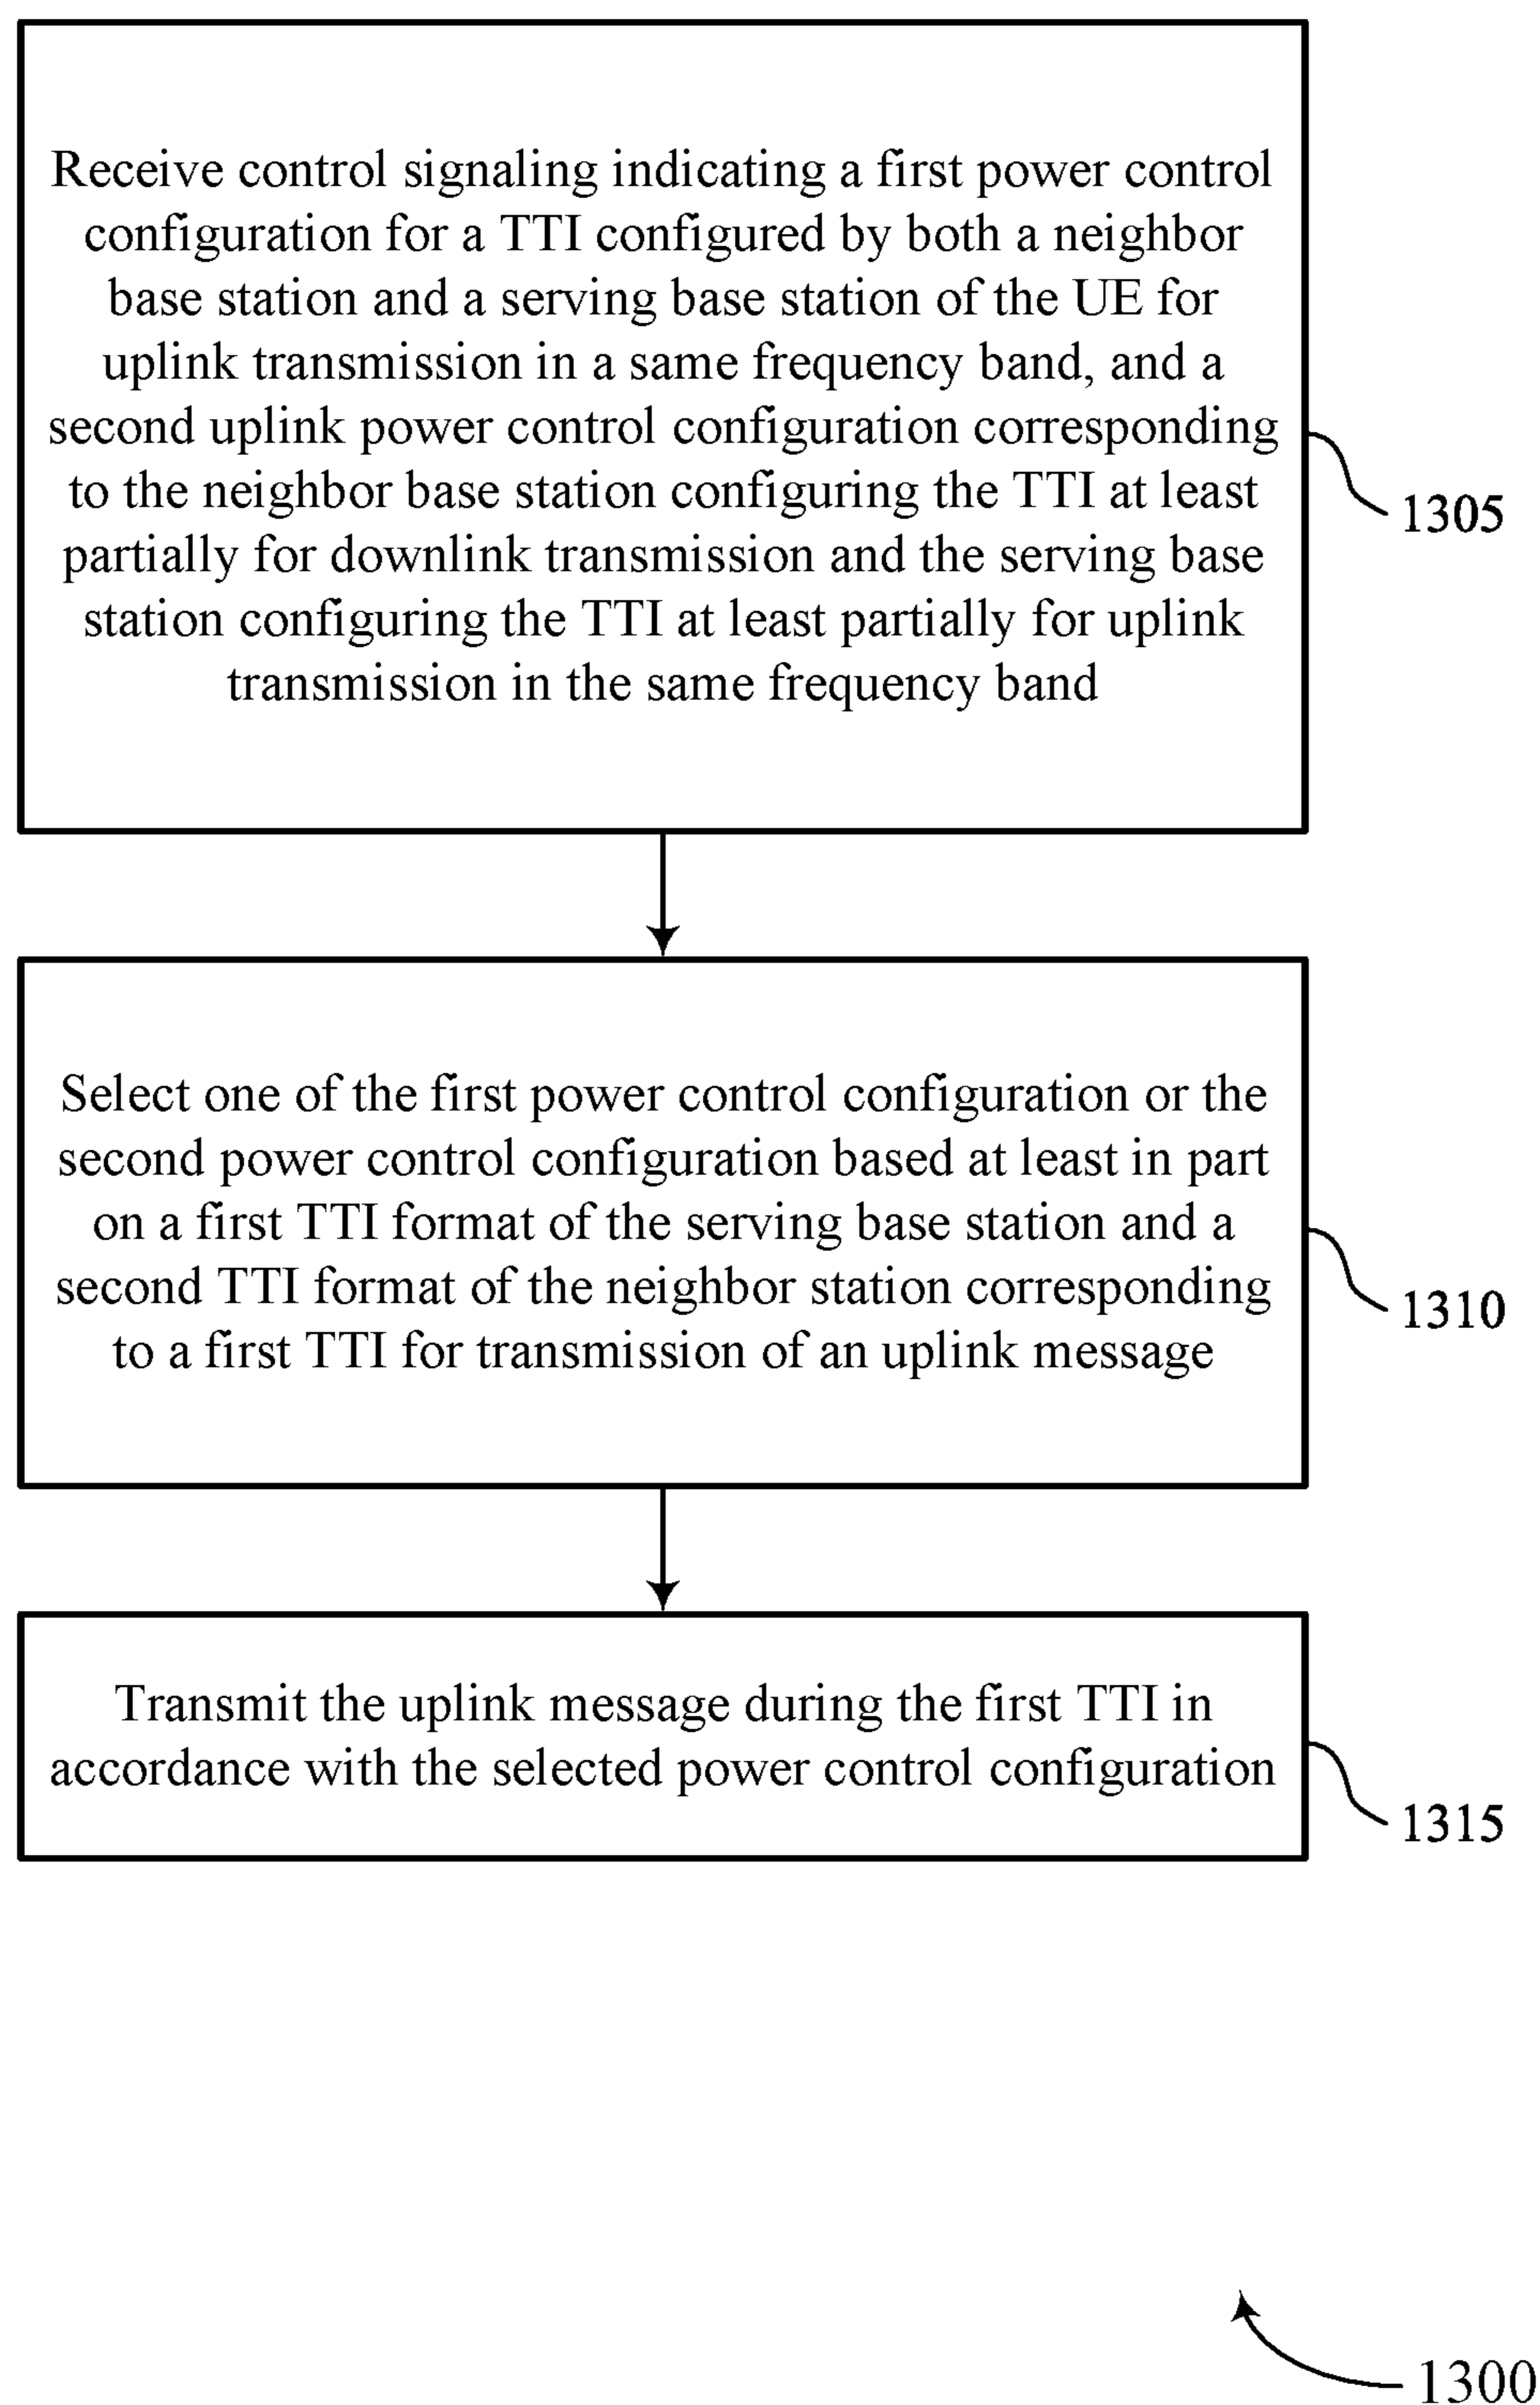 Receive control signaling indicating a first power control
configuration for a TTI configured by both a neighbor
base station and a serving base station of the UE for
uplink transmission in a same frequency band, and a
second uplink power control configuration corresponding
to the neighbor base station configuring the TTI at least
partially for downlink transmission and the serving base
station configuring the TTI at least partially for uplink
transmission in the same frequency band
1305
Select one of the first power control configuration or the
second power control configuration based at least in part
on a first TTI format of the serving base station and a
second TTI format of the neighbor station corresponding
to a first TTI for transmission of an uplink message
1310
Transmit the uplink message during the first TTI in
accordance with the selected power control configuration
1315
1300